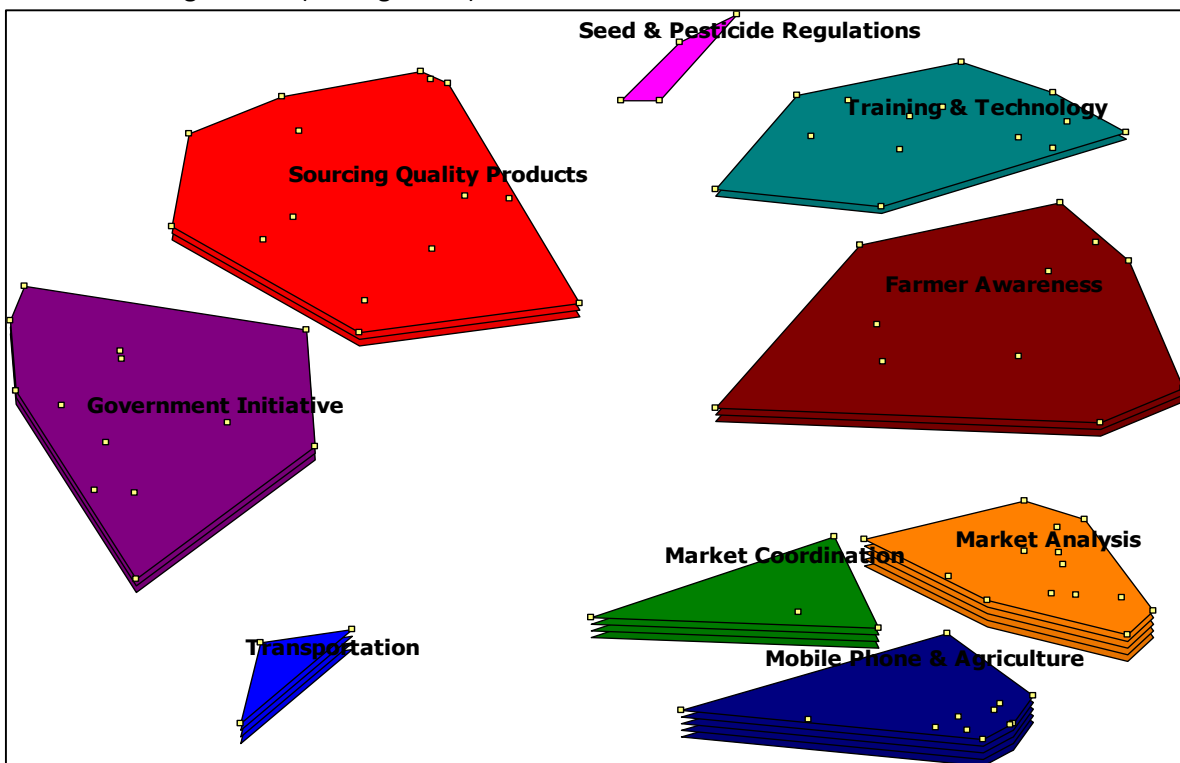 Seed & Pesticide Regulations
Training & Technology
Sourcing Quality Products
Farmer Awareness
Government Initiative
Market Analysis
Market Coordination
Transportation
Mobile Phone & Agriculture